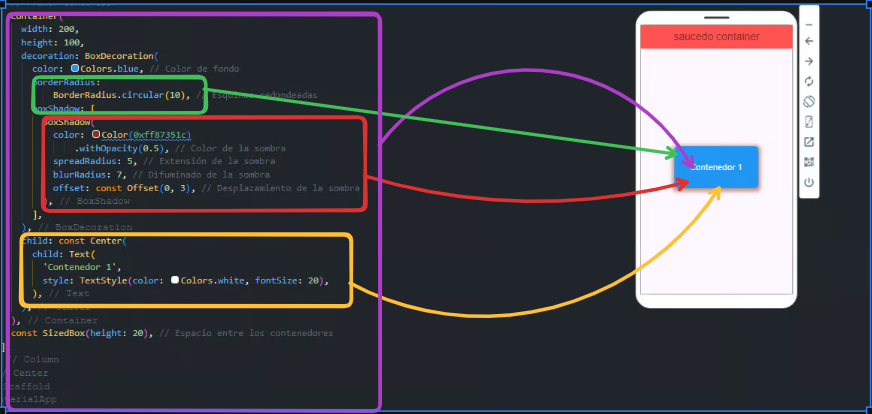 Container(
width: 200,
height: 100,
decoration: BoxDecoration(
color: Colors.blue, // Color de fondo
borderRadius:
BorderRadius.circular(10), // Esquinas redondeadas
boxShadow: [
BoxShadow(
color: Color(0xff87351c)
.withOpacity(0.5), // Color de la sombra
spreadRadius: 5, // Extensión de la sombra
blurRadius: 7, // Difuminado de la sombra
offset: const Offset(0, 3), // Desplazamiento de la sombra
), // BoxShadow
],
), // BoxDecoration
child: const Center(
child: Text(
'Contenedor 1',
style: TextStyle(color: Colors.white, fontSize: 20),
), // Text
), // Center
), // Container
const SizedBox(height: 20), // Espacio entre los contenedores
]
// Column
/ Center
Scaffold
aterialApp
saucedo container
Contenedor 1